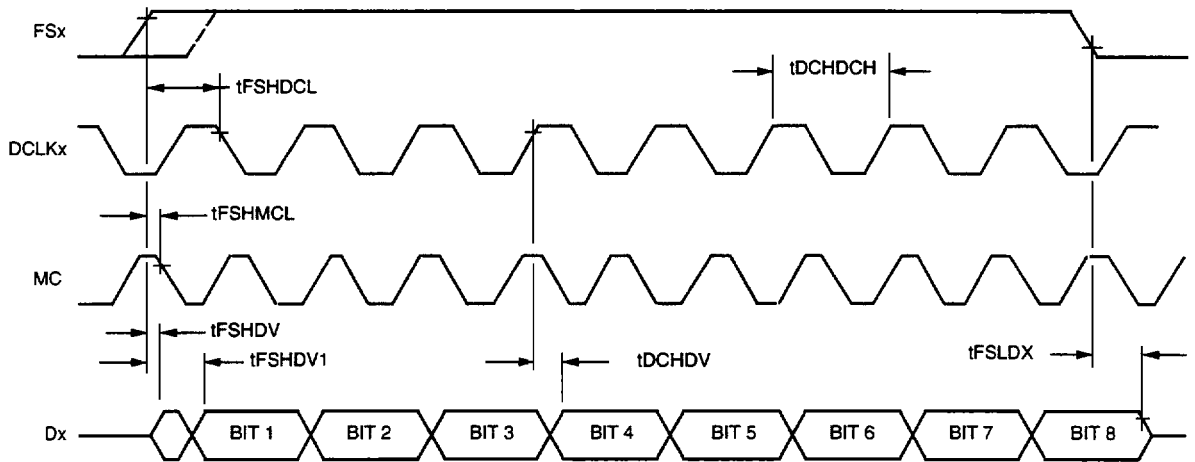 FSx
tFSHDCL
tDCHDCH
DCLKx
tFSHMCL
MC
tFSHDV
tFSHDV1
tDCHDV
tFSLDX
Dx
BIT 1
BIT 2
BIT 3
BIT 4
BIT 5
BIT 6
BIT 7
BIT 8